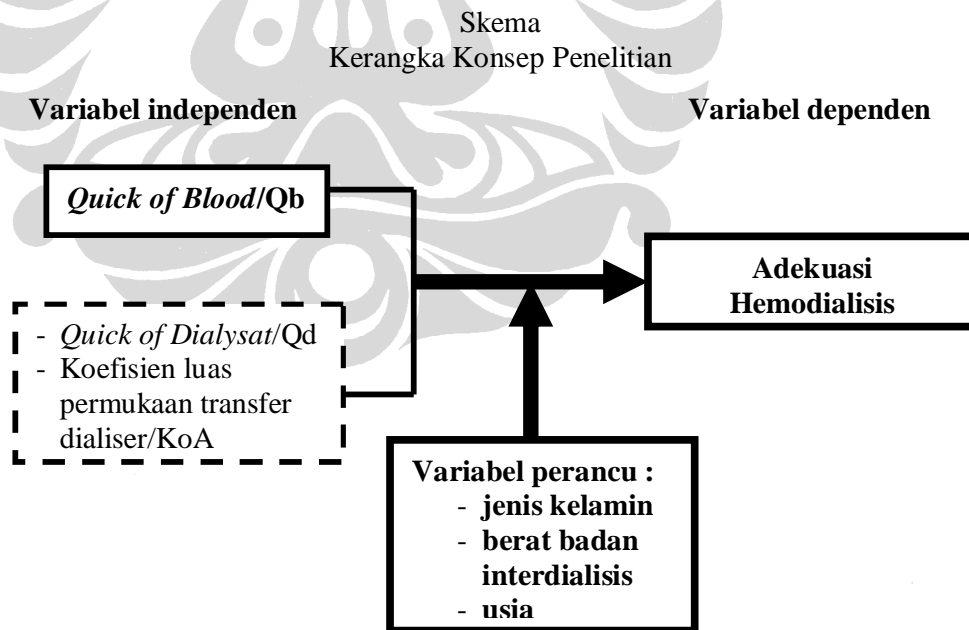 Skema
Kerangka Konsep Penelitian
Variabel independen
Variabel dependen
Quick of Blood/Qb
Adekuasi
Hemodialisis
- Quick of Dialysat/Qd
- Koefisien luas
permukaan transfer
dialiser/KoA
Variabel perancu :
- jenis kelamin
- berat badan
interdialisis
- usia